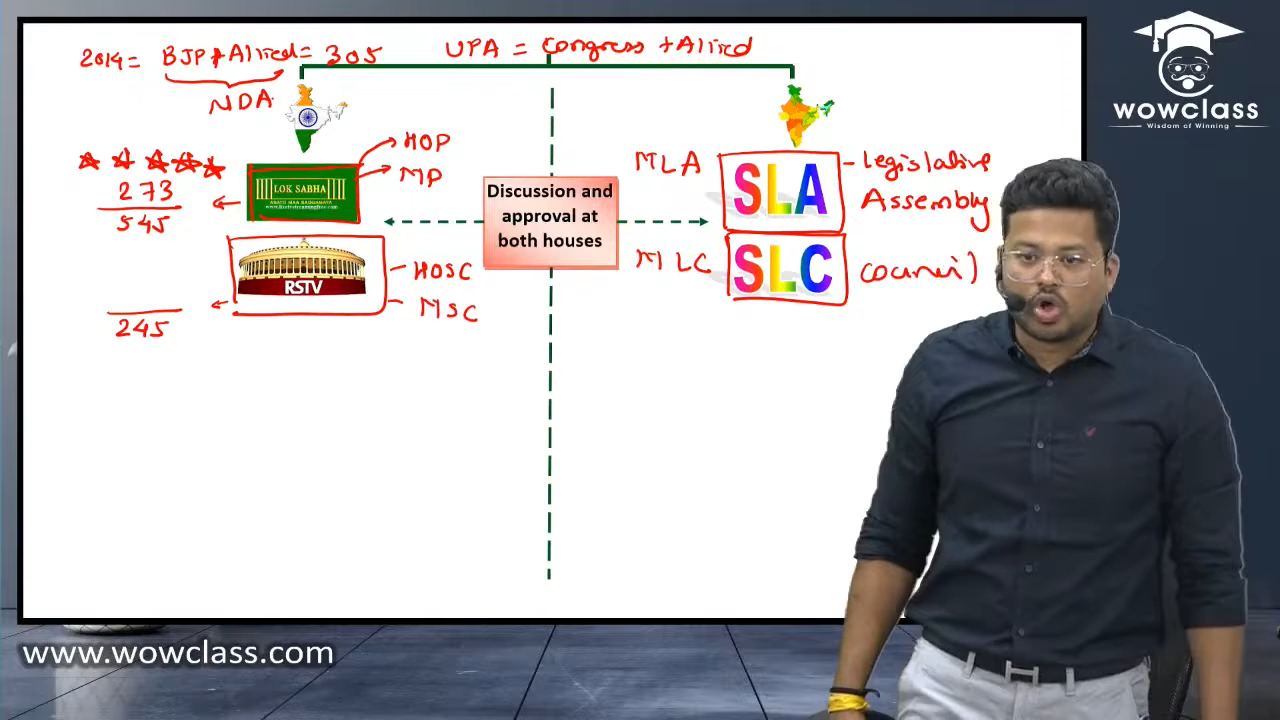 2014 = BJP + Allied = 305
NDA
UPA = Congress + Allied
wowclass
Wisdom of Winning
LOK SABHA
HOP
MP
273
545
RSTV
HOSC
MSC
245
Discussion and
approval at
both houses
MLA
SLA
Legislative
Assembly
MLC
SLC
council
www.wowclass.com